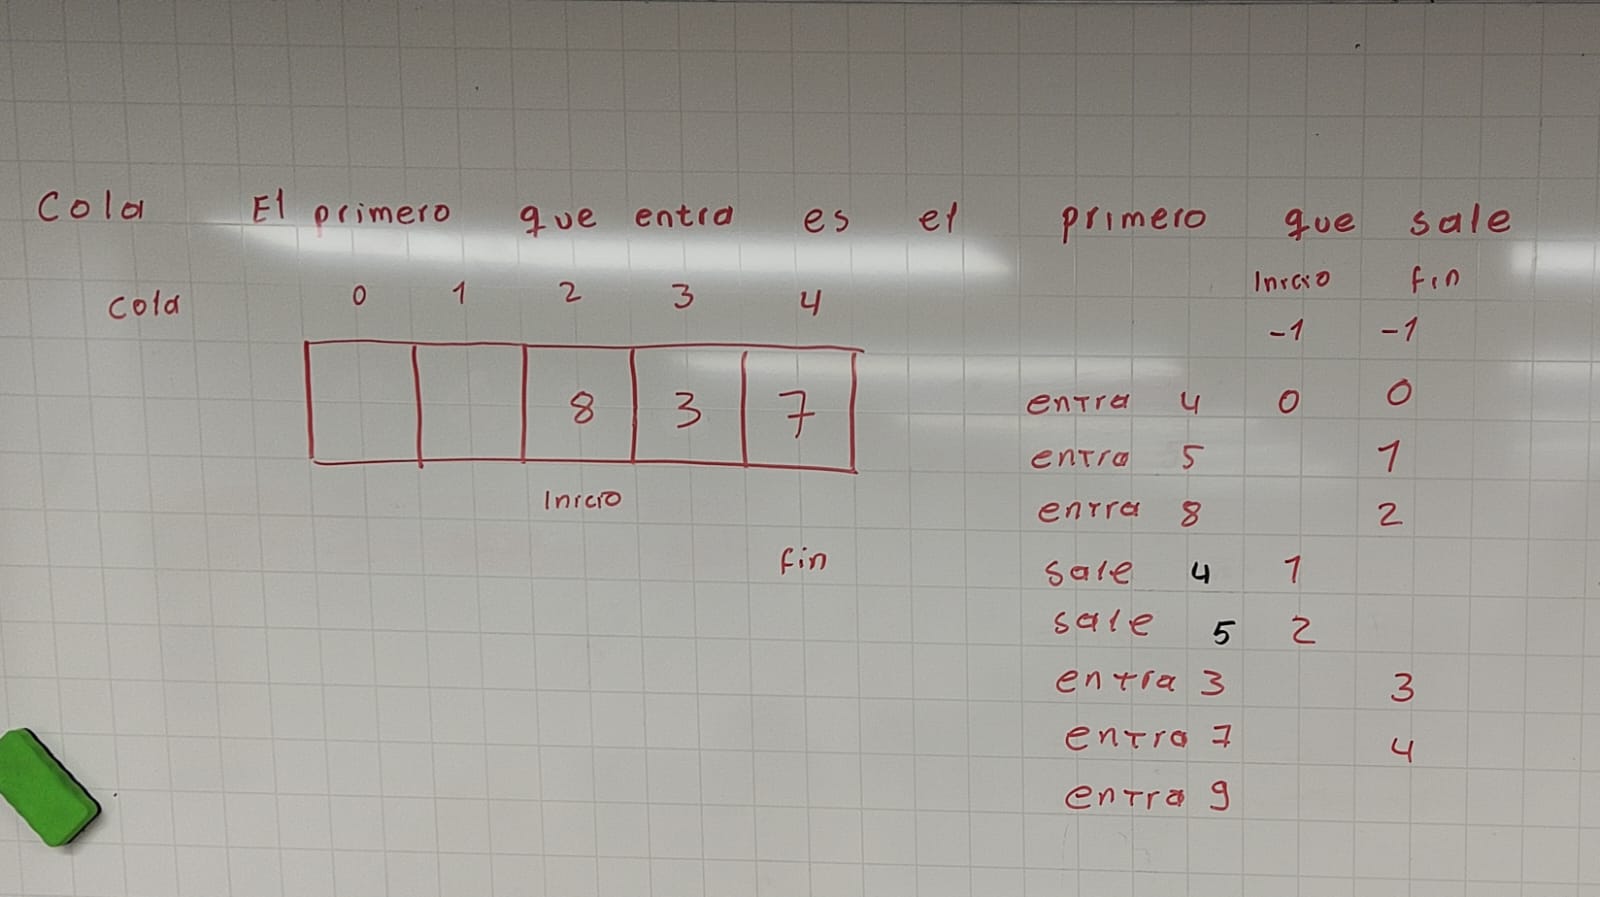 Cola El primero que entra es el primero que sale
Inicio fin
cola 0 1 2 3 4
-1 -1
8 3 7
entra 4 0 0
entra 5 1
Inicio
entra 8 2
fin
sale 4 1
sale 5 2
entra 3 3
entra 7 4
entra 9